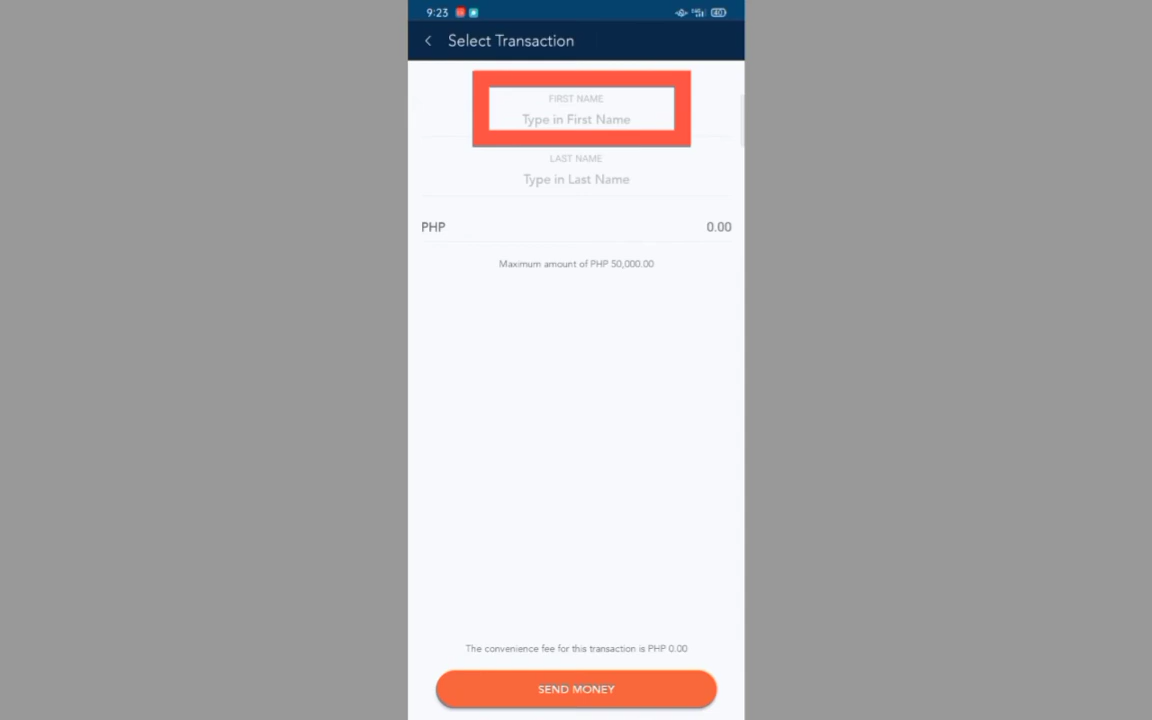 9:23
Select Transaction
FIRST NAME
Type in First Name
LAST NAME
Type in Last Name
PHP 0.00
Maximum amount of PHP 50,000.00
The convenience fee for this transaction is PHP 0.00
SEND MONEY